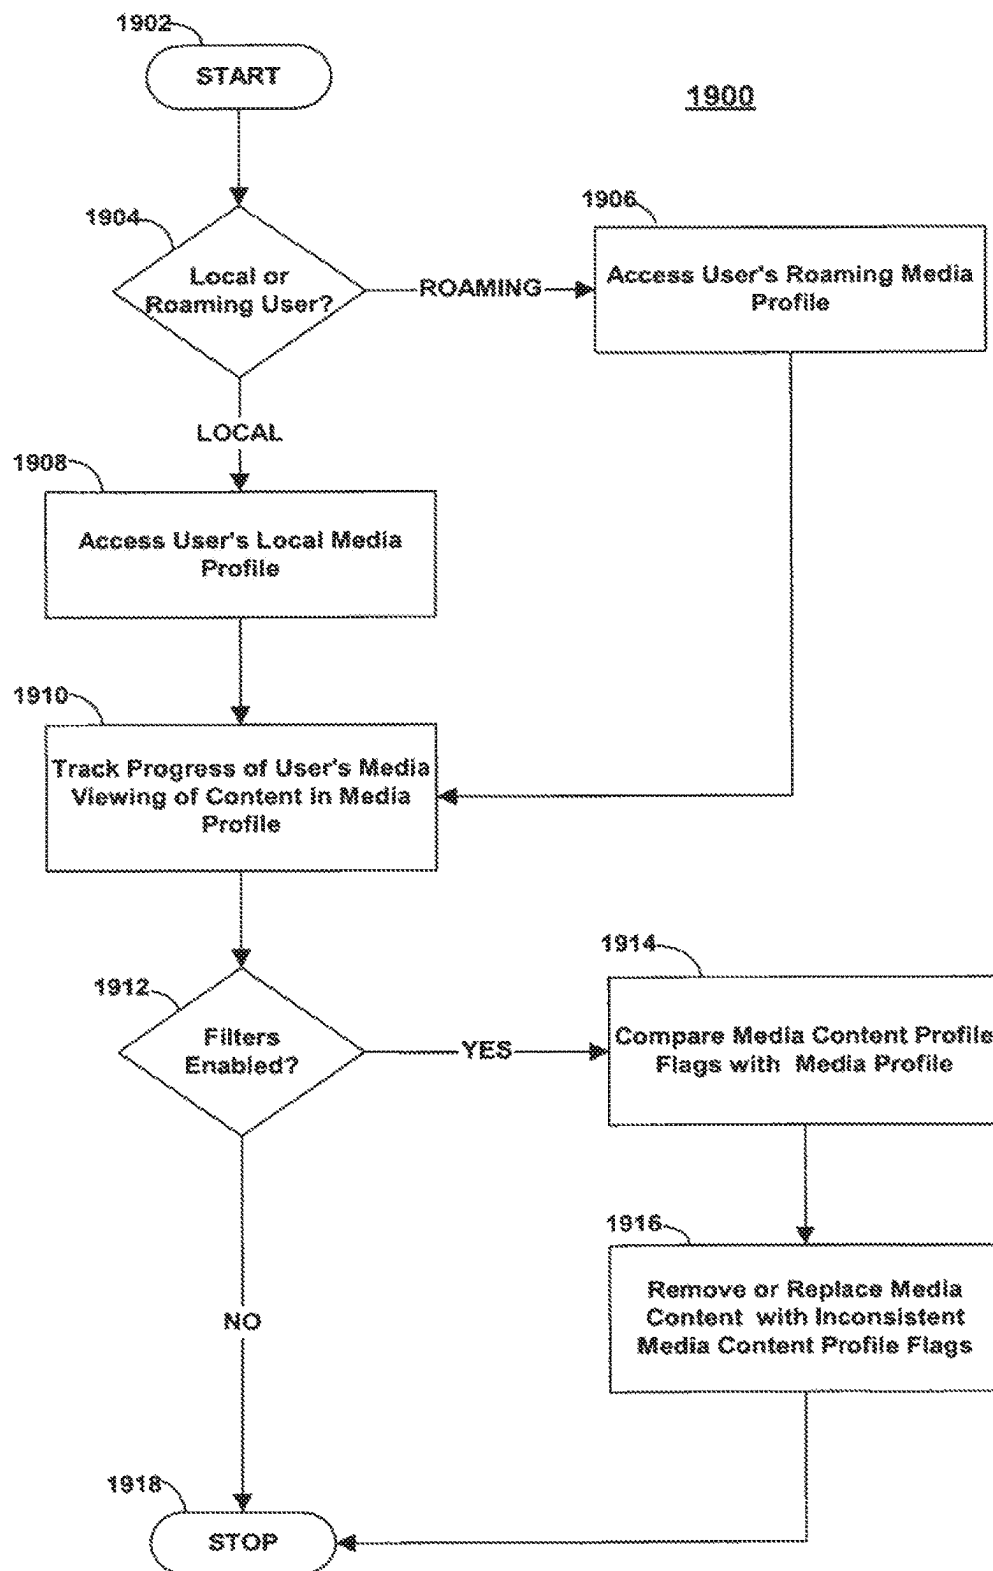 1902
START
1900
1904
Local or
Roaming User?
ROAMING
1906
Access User's Roaming Media
Profile
LOCAL
1908
Access User's Local Media
Profile
1910
Track Progress of User's Media
Viewing of Content in Media
Profile
1912
Filters
Enabled?
YES
1914
Compare Media Content Profile
Flags with Media Profile
1916
Remove or Replace Media
Content with Inconsistent
Media Content Profile Flags
NO
1918
STOP